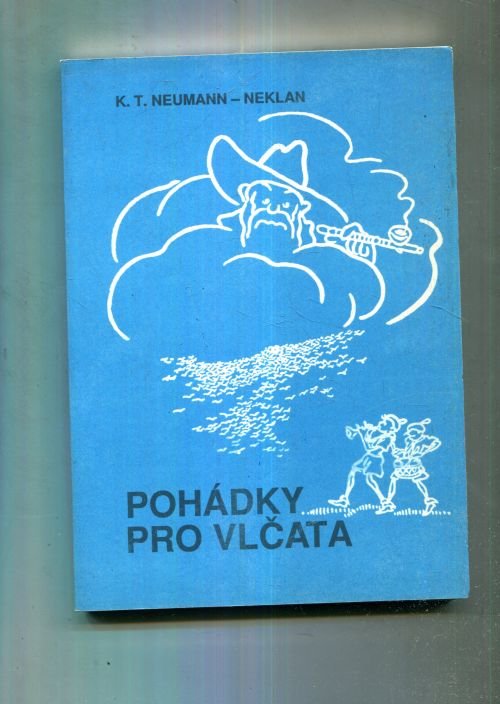 K. T. NEUMANN – NEKLAN
POHÁDKY
PRO VLČATA